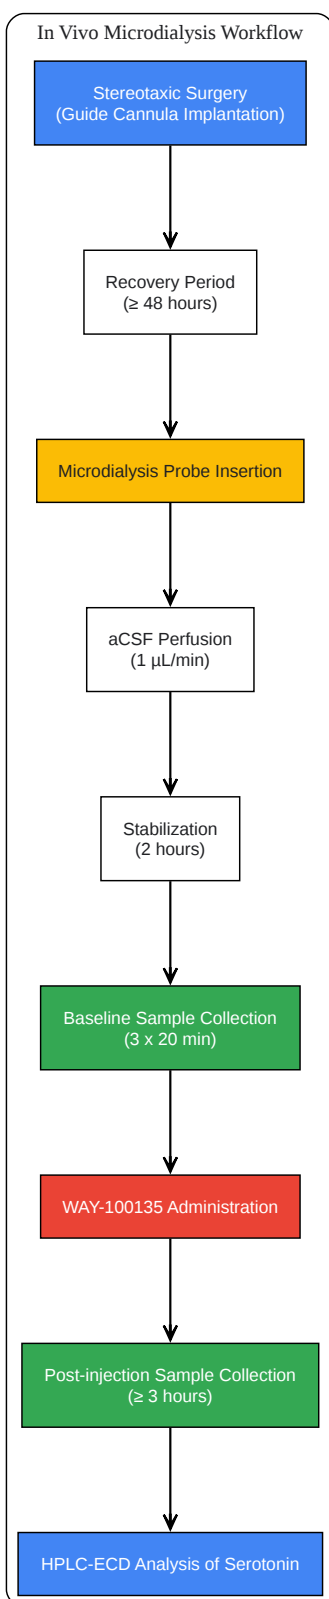 In Vivo Microdialysis Workflow
Stereotaxic Surgery
(Guide Cannula Implantation)
Recovery Period
(≥ 48 hours)
Microdialysis Probe Insertion
aCSF Perfusion
(1 µL/min)
Stabilization
(2 hours)
Baseline Sample Collection
(3 x 20 min)
WAY-100135 Administration
Post-injection Sample Collection
(≥ 3 hours)
HPLC-ECD Analysis of Serotonin